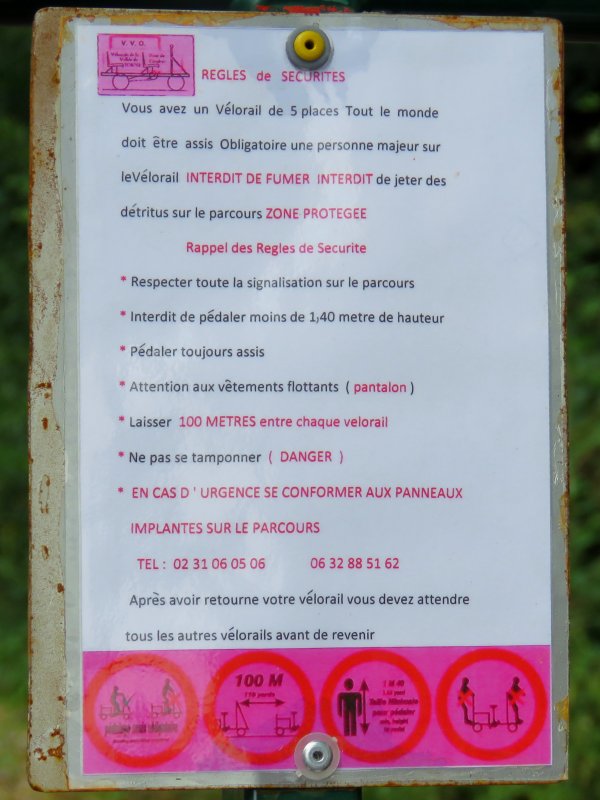 V.V.O.
REGLES de SECURITES
Vous avez un Vélorail de 5 places Tout le monde
doit être assis Obligatoire une personne majeur sur
leVélorail INTERDIT DE FUMER INTERDIT de jeter des
détritus sur le parcours ZONE PROTEGEE
Rappel des Regles de Securite
* Respecter toute la signalisation sur le parcours
* Interdit de pédaler moins de 1,40 metre de hauteur
* Pédaler toujours assis
* Attention aux vêtements flottants ( pantalon )
* Laisser 100 METRES entre chaque velorail
* Ne pas se tamponner ( DANGER )
* EN CAS D ' URGENCE SE CONFORMER AUX PANNEAUX
IMPLANTES SUR LE PARCOURS
TEL : 02 31 06 05 06 06 32 88 51 62
Après avoir retourne votre vélorail vous devez attendre
tous les autres vélorails avant de revenir
100 M
110 yards
1 M 40
Taille Minimale
pour pédaler